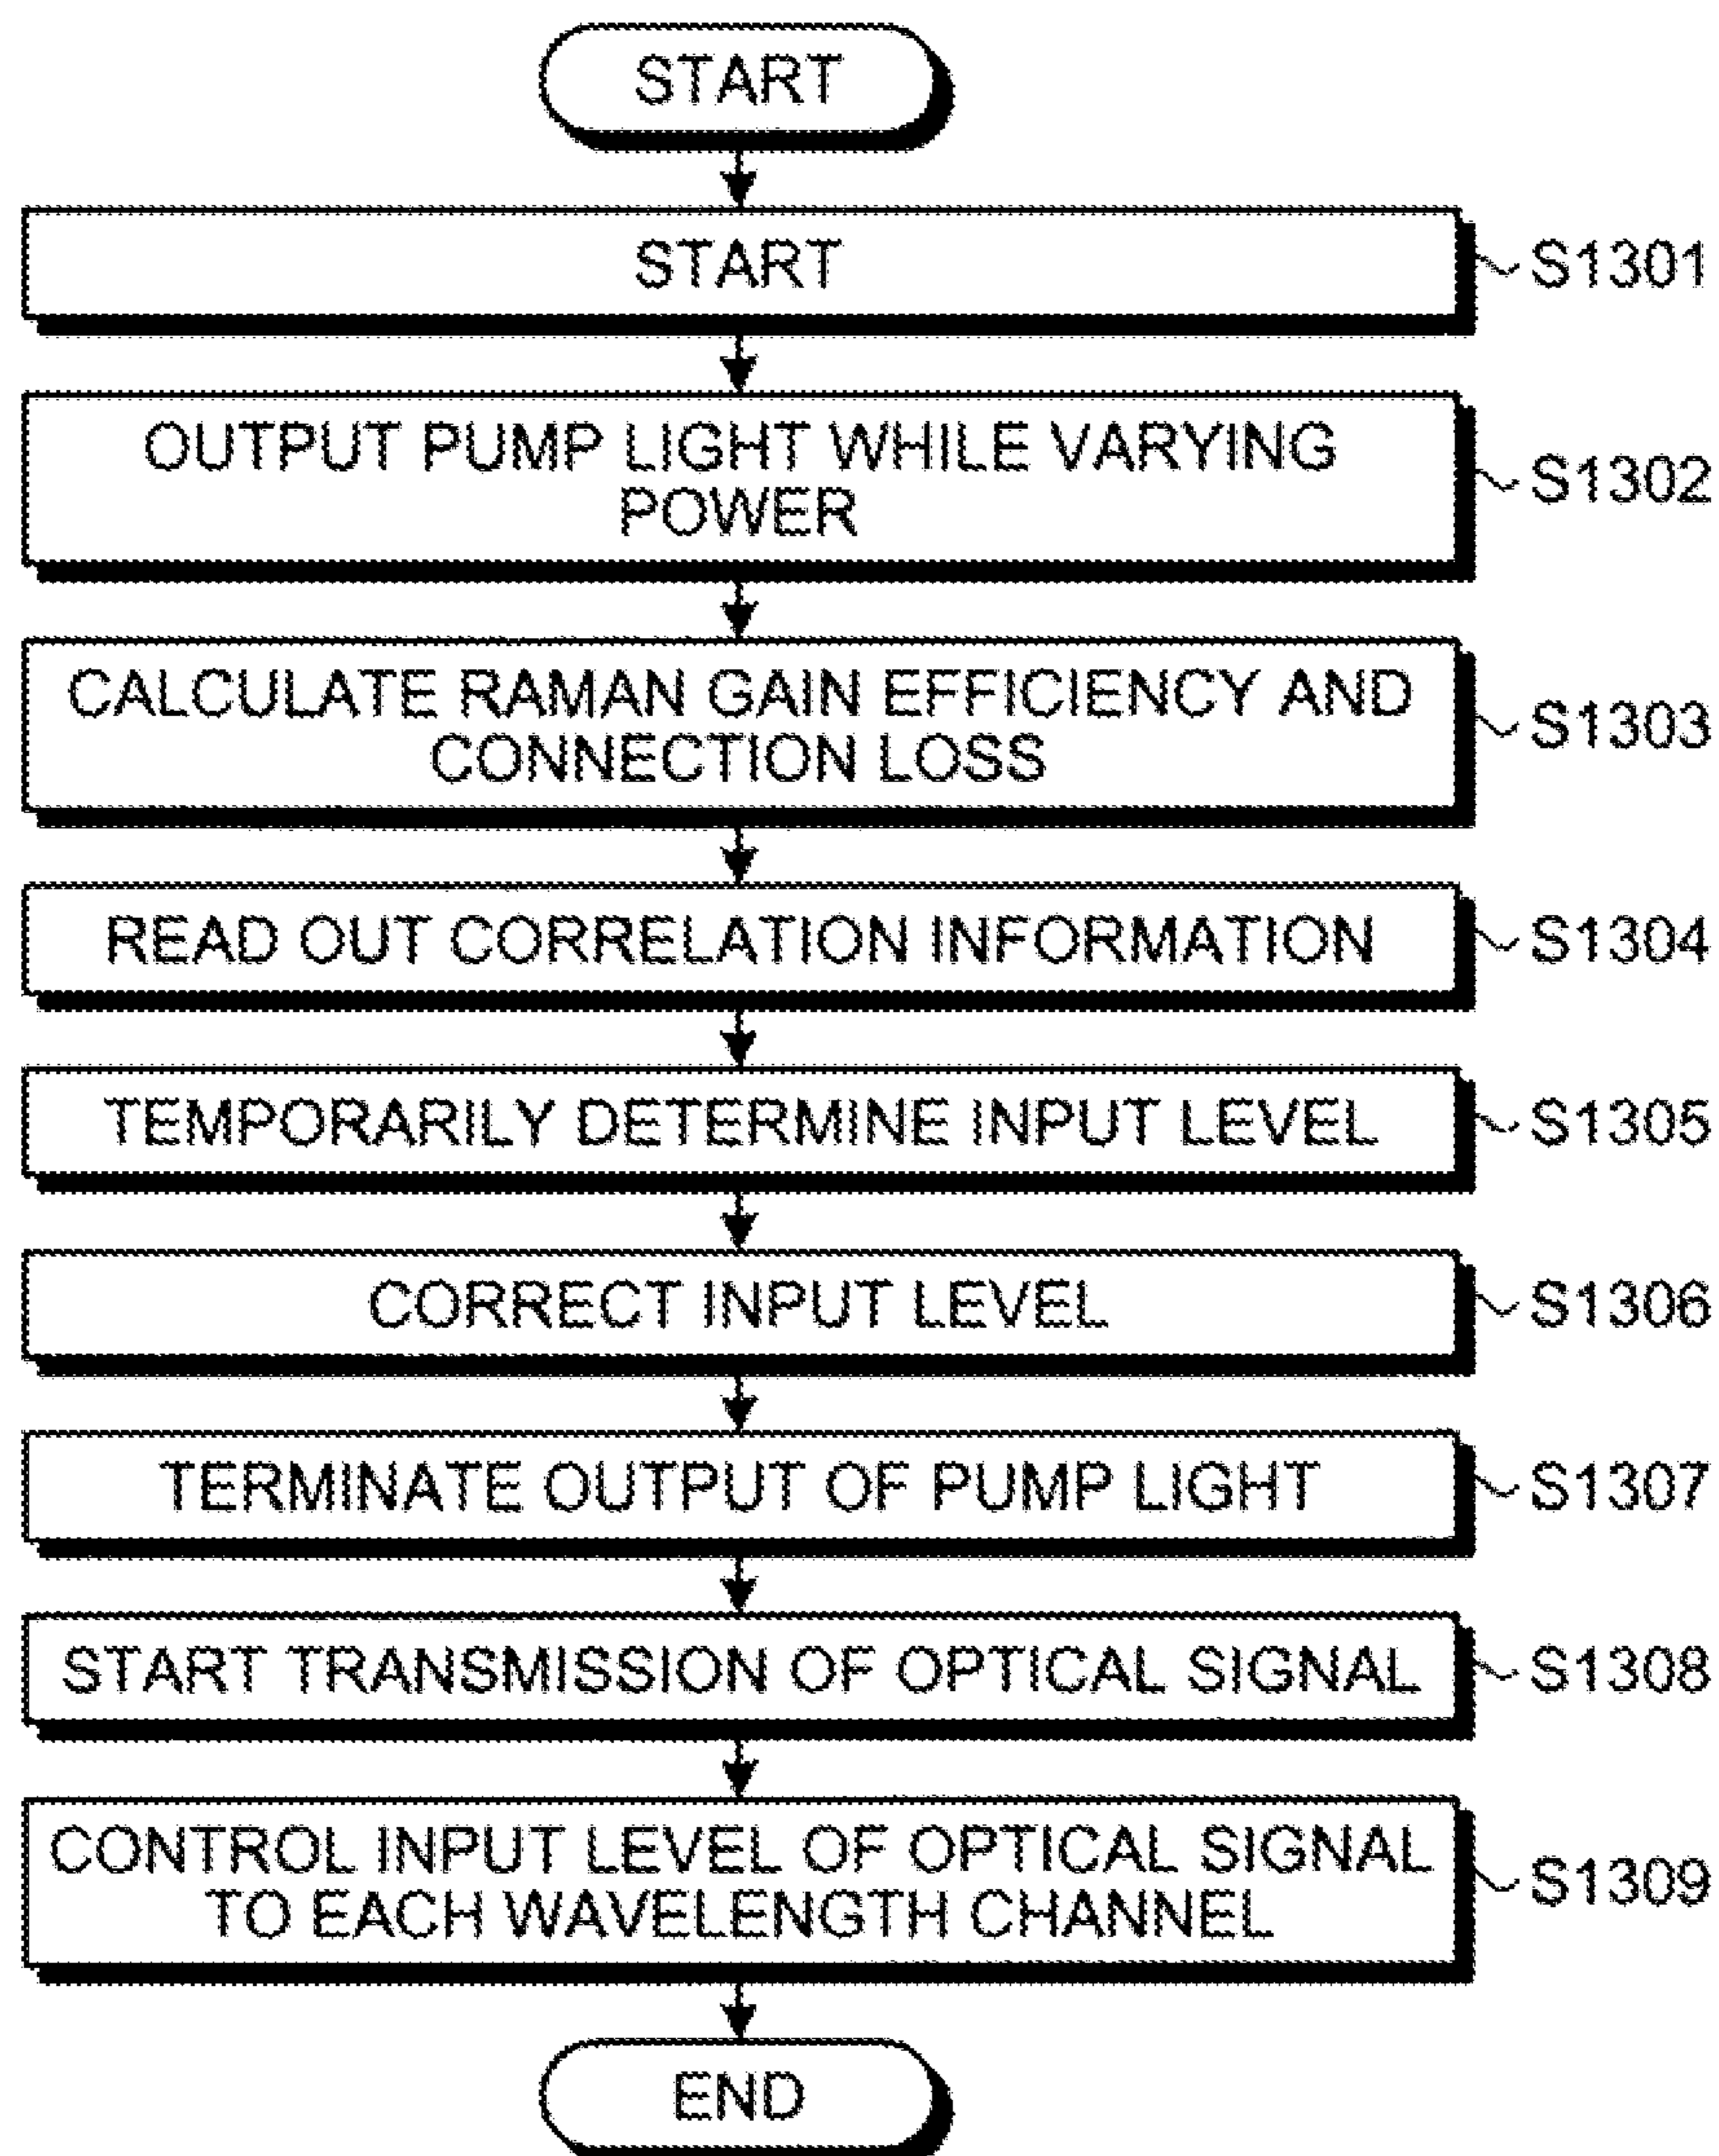 START
START
S1301
OUTPUT PUMP LIGHT WHILE VARYING
POWER
S1302
CALCULATE RAMAN GAIN EFFICIENCY AND
CONNECTION LOSS
S1303
READ OUT CORRELATION INFORMATION
S1304
TEMPORARILY DETERMINE INPUT LEVEL
S1305
CORRECT INPUT LEVEL
S1306
TERMINATE OUTPUT OF PUMP LIGHT
S1307
START TRANSMISSION OF OPTICAL SIGNAL
S1308
CONTROL INPUT LEVEL OF OPTICAL SIGNAL
TO EACH WAVELENGTH CHANNEL
S1309
END